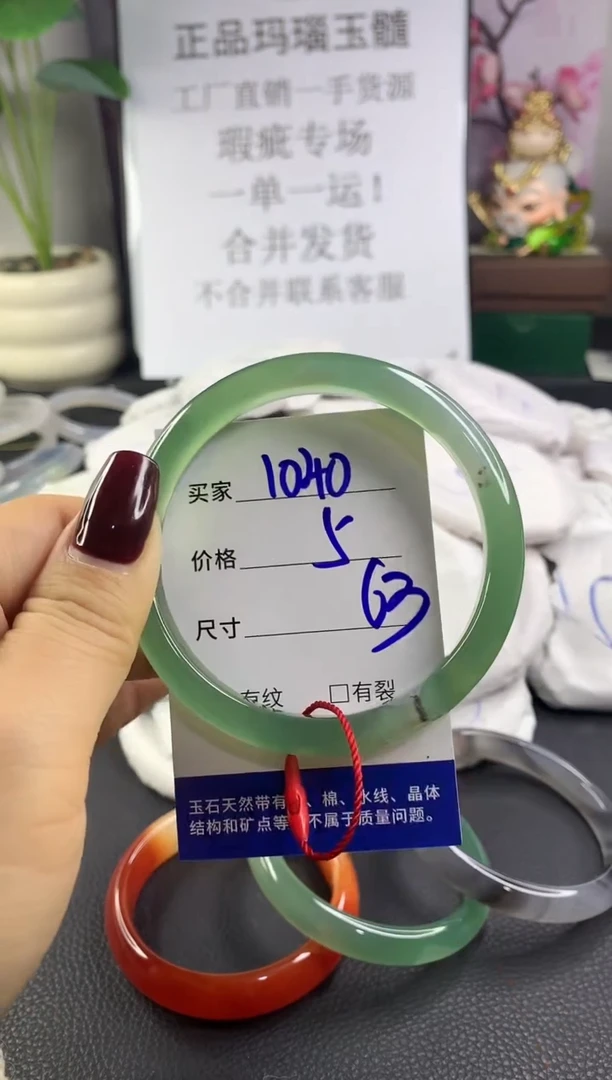 正品玛瑙玉髓
工厂直销一手货源
瑕疵专场
一单一运!
合并发货
不合并联系客服
买家 1040
价格 5
尺寸 63
有纹 □有裂
玉石天然带有、棉、水线、晶体
结构和矿点等 不属于质量问题。